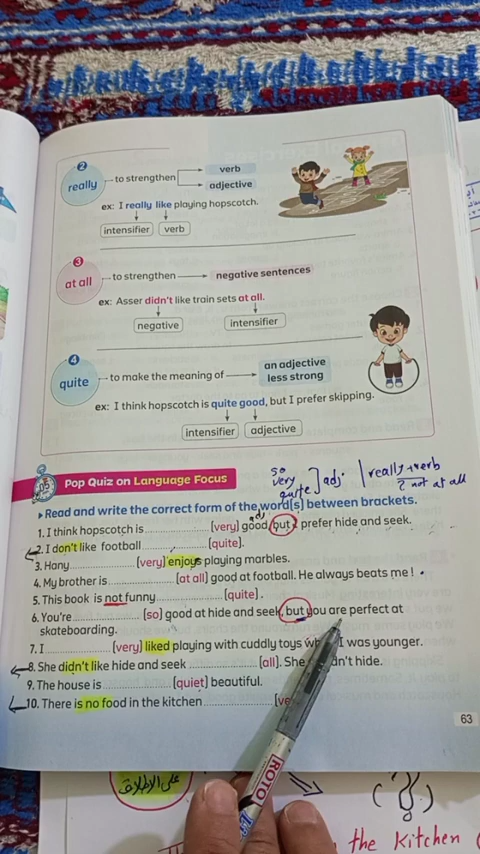 2
really to strengthen verb
adjective
ex: I really like playing hopscotch.
intensifier verb
3
at all to strengthen negative sentences
ex: Asser didn't like train sets at all.
negative intensifier
4
quite to make the meaning of an adjective
less strong
ex: I think hopscotch is quite good, but I prefer skipping.
intensifier adjective
so
very
quite ] adj | really + verb
not at all
05 Pop Quiz on Language Focus
Read and write the correct form of the word(s) between brackets.
adj
1. I think hopscotch is .................... (very) good, but I prefer hide and seek.
2. I don't like football .................... (quite).
3. Hany .................... (very) enjoys playing marbles.
4. My brother is .................... (at all) good at football. He always beats me!
5. This book is not funny .................... (quite).
6. You're .................... (so) good at hide and seek, but you are perfect at
skateboarding.
7. I .................... (very) liked playing with cuddly toys I was younger.
8. She didn't like hide and seek .................... (all). She hide.
9. The house is .................... (quiet) beautiful.
10. There is no food in the kitchen ....................
63
على الإطلاق
ROTO
the kitchen